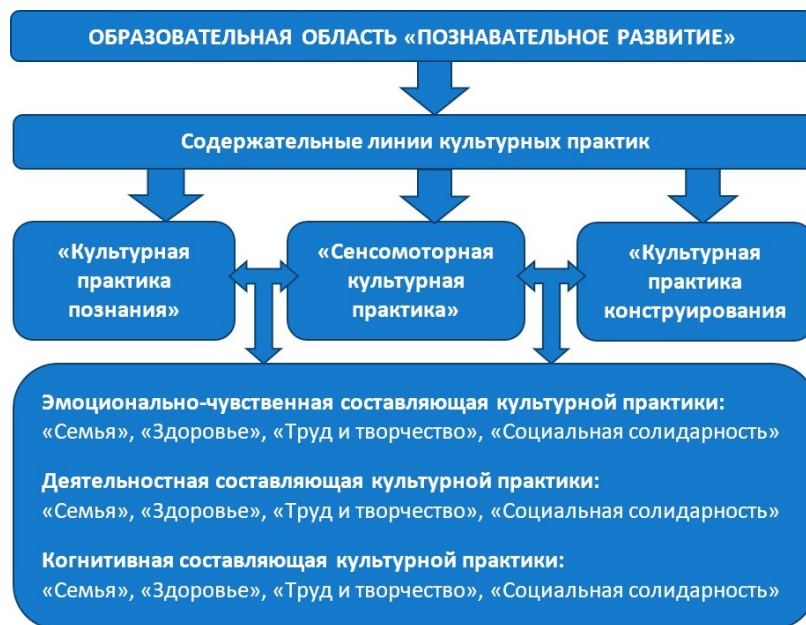 ОБРАЗОВАТЕЛЬНАЯ ОБЛАСТЬ «ПОЗНАВАТЕЛЬНОЕ РАЗВИТИЕ»
Содержательные линии культурных практик
«Культурная
практика
познания»
«Сенсомоторная
культурная
практика»
«Культурная
практика
конструирования
Эмоционально-чувственная составляющая культурной практики:
«Семья», «Здоровье», «Труд и творчество», «Социальная солидарность»
Деятельностная составляющая культурной практики:
«Семья», «Здоровье», «Труд и творчество», «Социальная солидарность»
Когнитивная составляющая культурной практики:
«Семья», «Здоровье», «Труд и творчество», «Социальная солидарность»